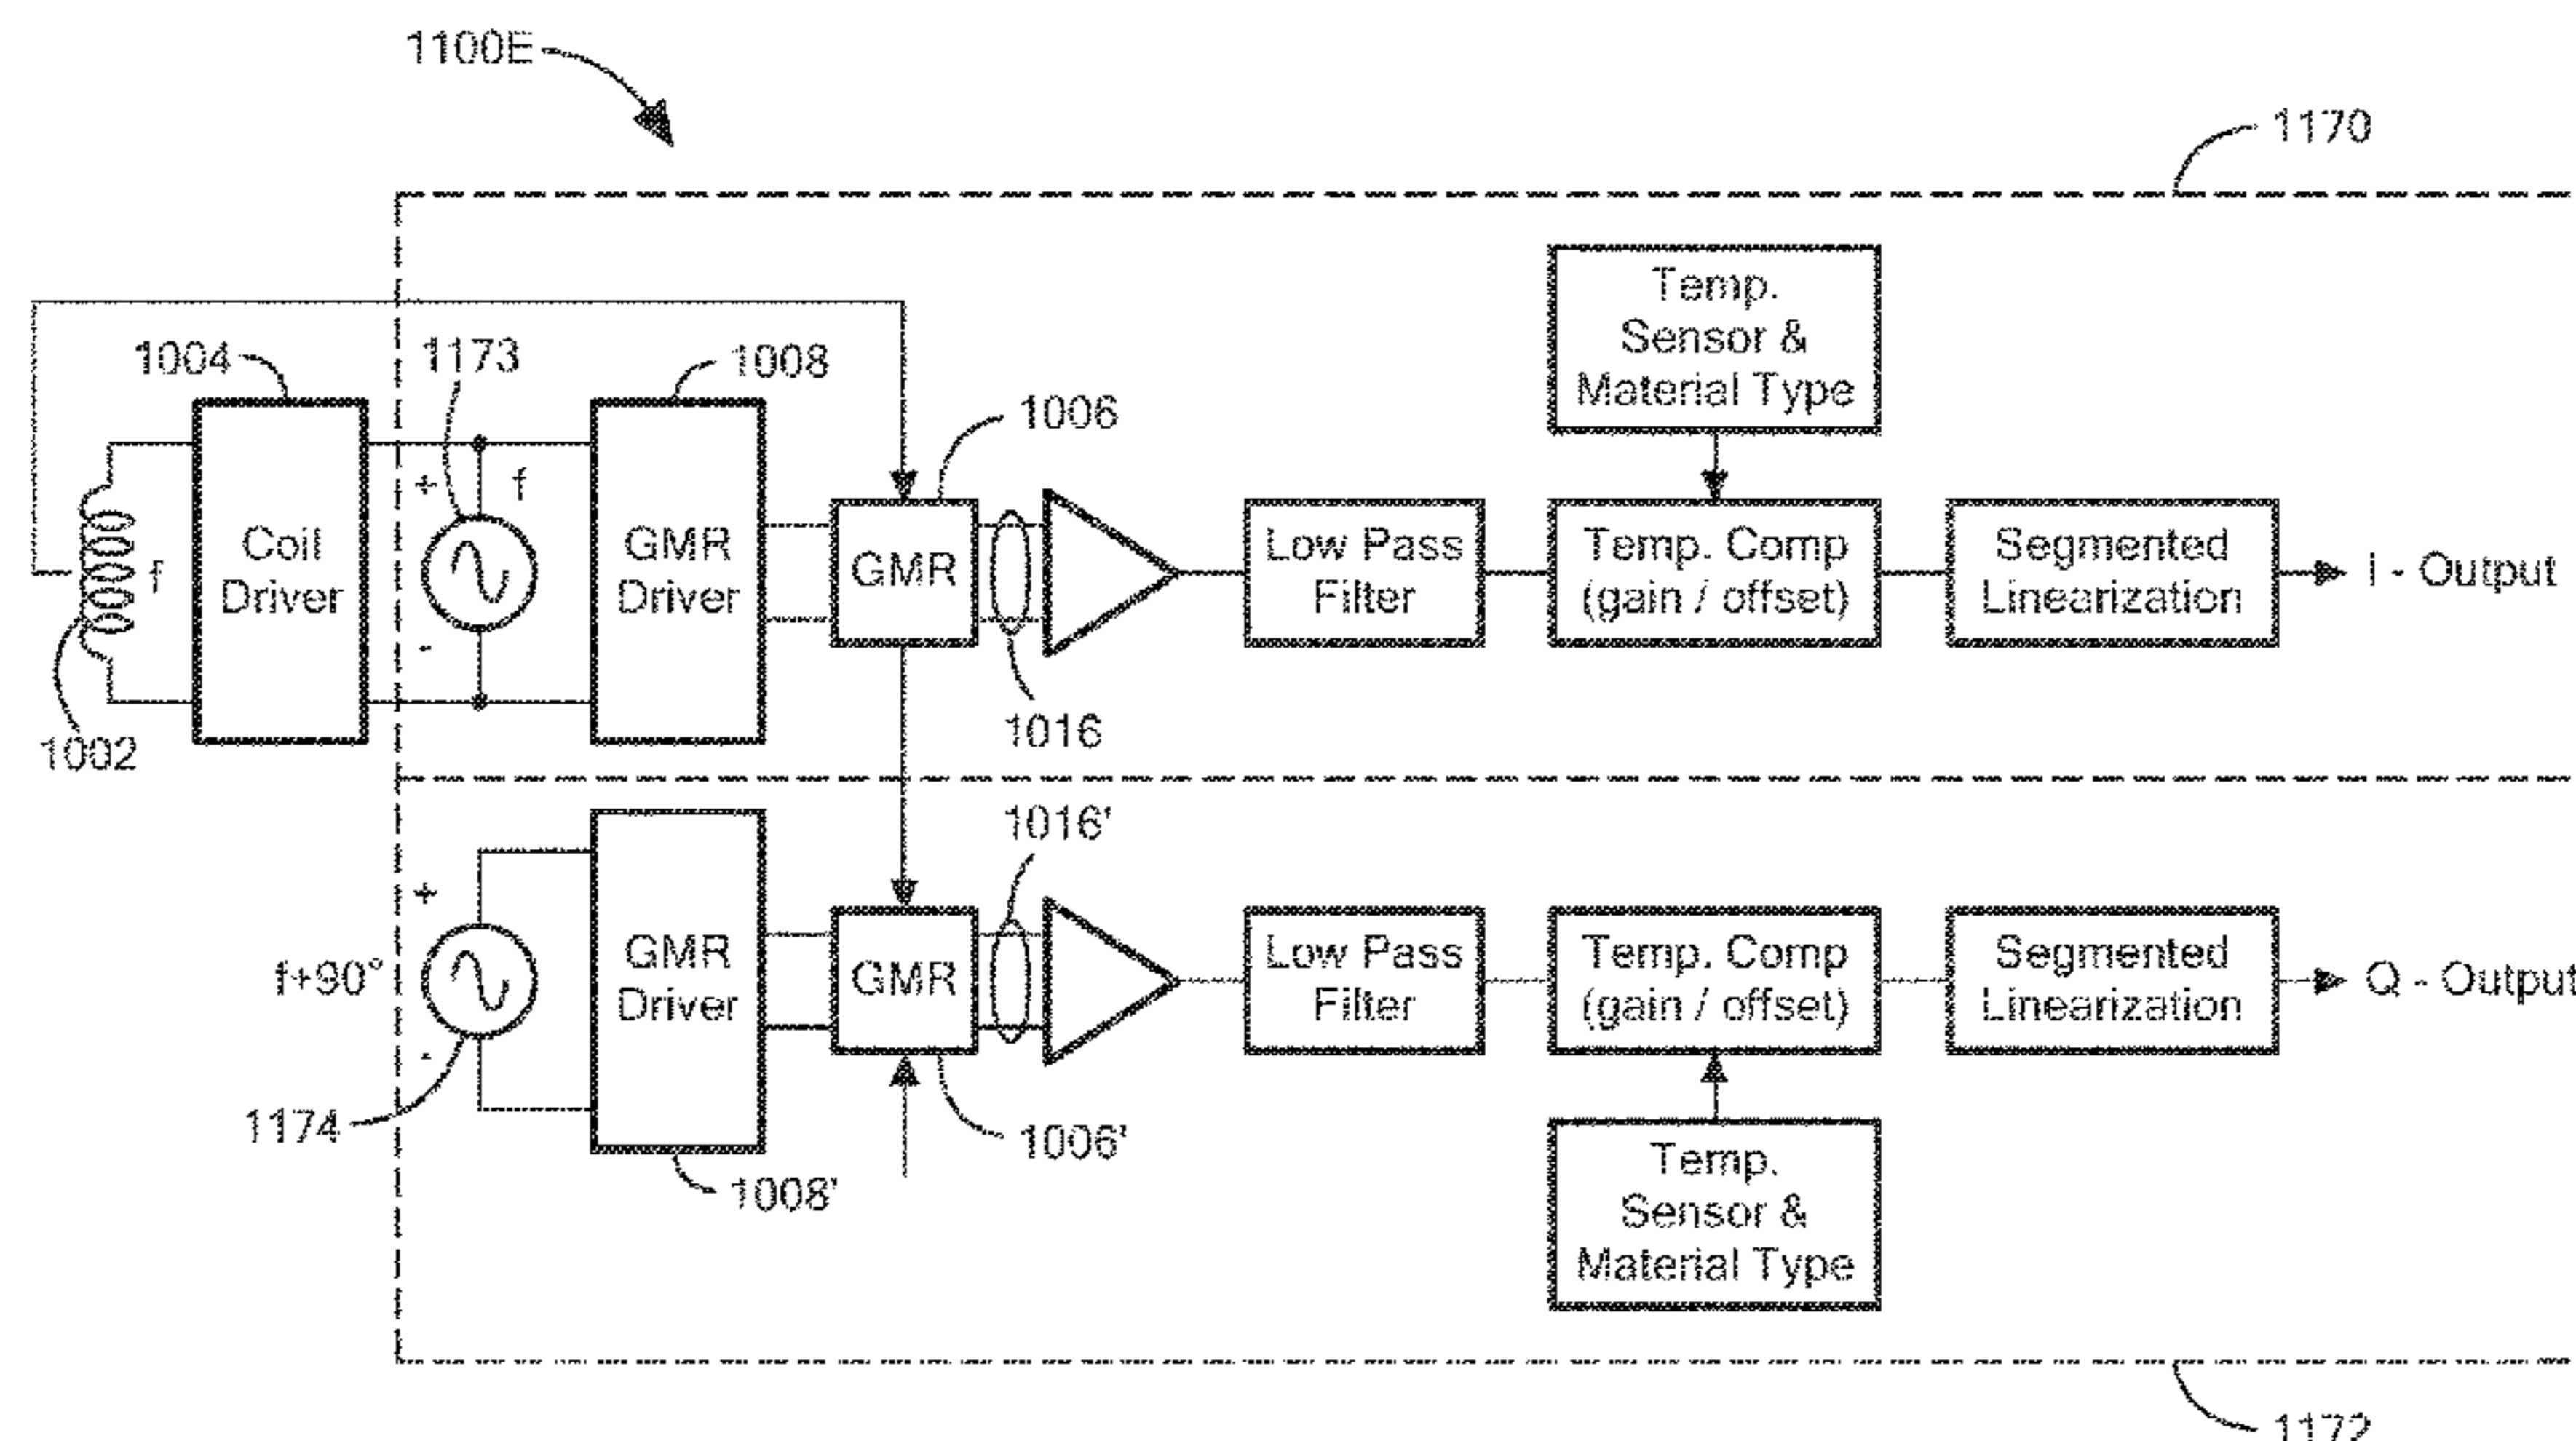 1100E
1170
Temp.
Sensor &
Material Type
1004
1173
1008
1006
+
f
f
Coil
Driver
GMR
Driver
GMR
Low Pass
Filter
Temp. Comp
(gain / offset)
Segmented
Linearization
I - Output
-
1002
1016
1016'
+
f+90°
GMR
Driver
GMR
Low Pass
Filter
Temp. Comp
(gain / offset)
Segmented
Linearization
Q - Output
-
1174
1006'
1008'
Temp.
Sensor &
Material Type
1172